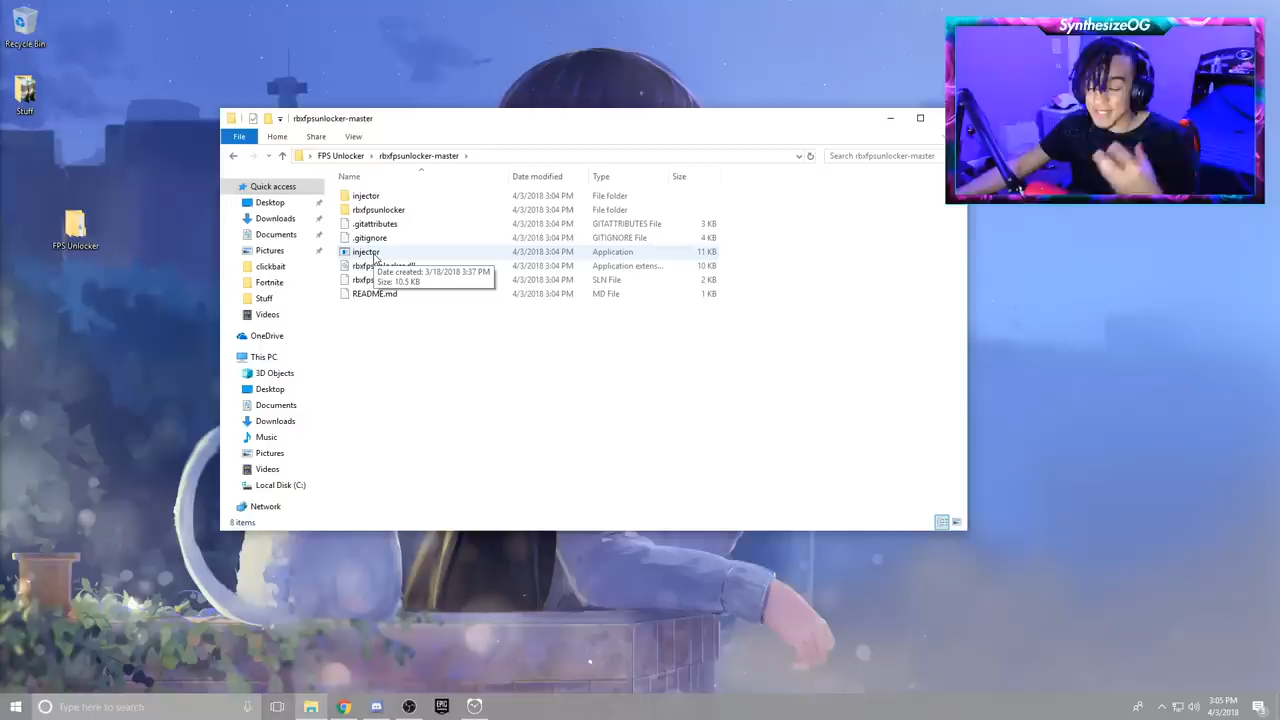 Recycle Bin
Stuff
FPS Unlocker
SynthesizeOG
rbxfpsunlocker-master
File Home Share View
FPS Unlocker rbxfpsunlocker-master
Search rbxfpsunlocker-master
Name Date modified Type Size
injector 4/3/2018 3:04 PM File folder
rbxfpsunlocker 4/3/2018 3:04 PM File folder
.gitattributes 4/3/2018 3:04 PM GITATTRIBUTES File 3 KB
.gitignore 4/3/2018 3:04 PM GITIGNORE File 4 KB
injector 4/3/2018 3:04 PM Application 11 KB
4/3/2018 3:04 PM Application extens... 10 KB
rbxfps 4/3/2018 3:04 PM SLN File 2 KB
README.md 4/3/2018 3:04 PM MD File 1 KB
Date created: 3/18/2018 3:37 PM
Size: 10.5 KB
Quick access
Desktop
Downloads
Documents
Pictures
clickbait
Fortnite
Stuff
Videos
OneDrive
This PC
3D Objects
Desktop
Documents
Downloads
Music
Pictures
Videos
Local Disk (C:)
Network
8 items
Type here to search
EPIC
3:05 PM
4/3/2018